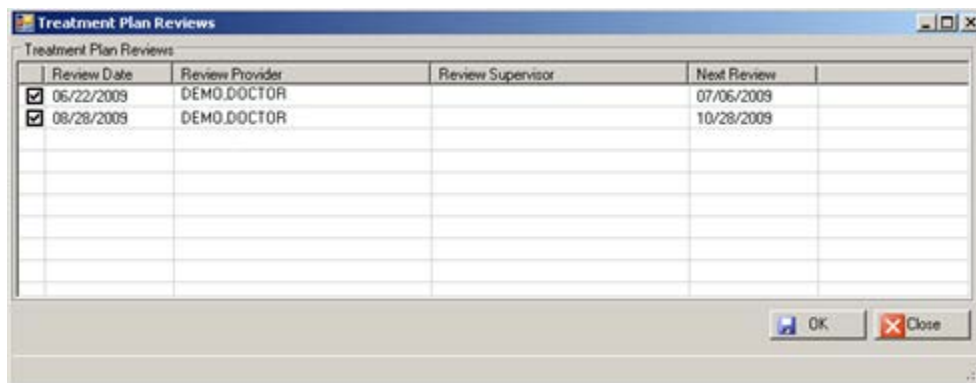 Treatment Plan Reviews
Treatment Plan Reviews
Review Date Review Provider Review Supervisor Next Review
06/22/2009 DEMO,DOCTOR 07/06/2009
08/28/2009 DEMO,DOCTOR 10/28/2009
OK Close